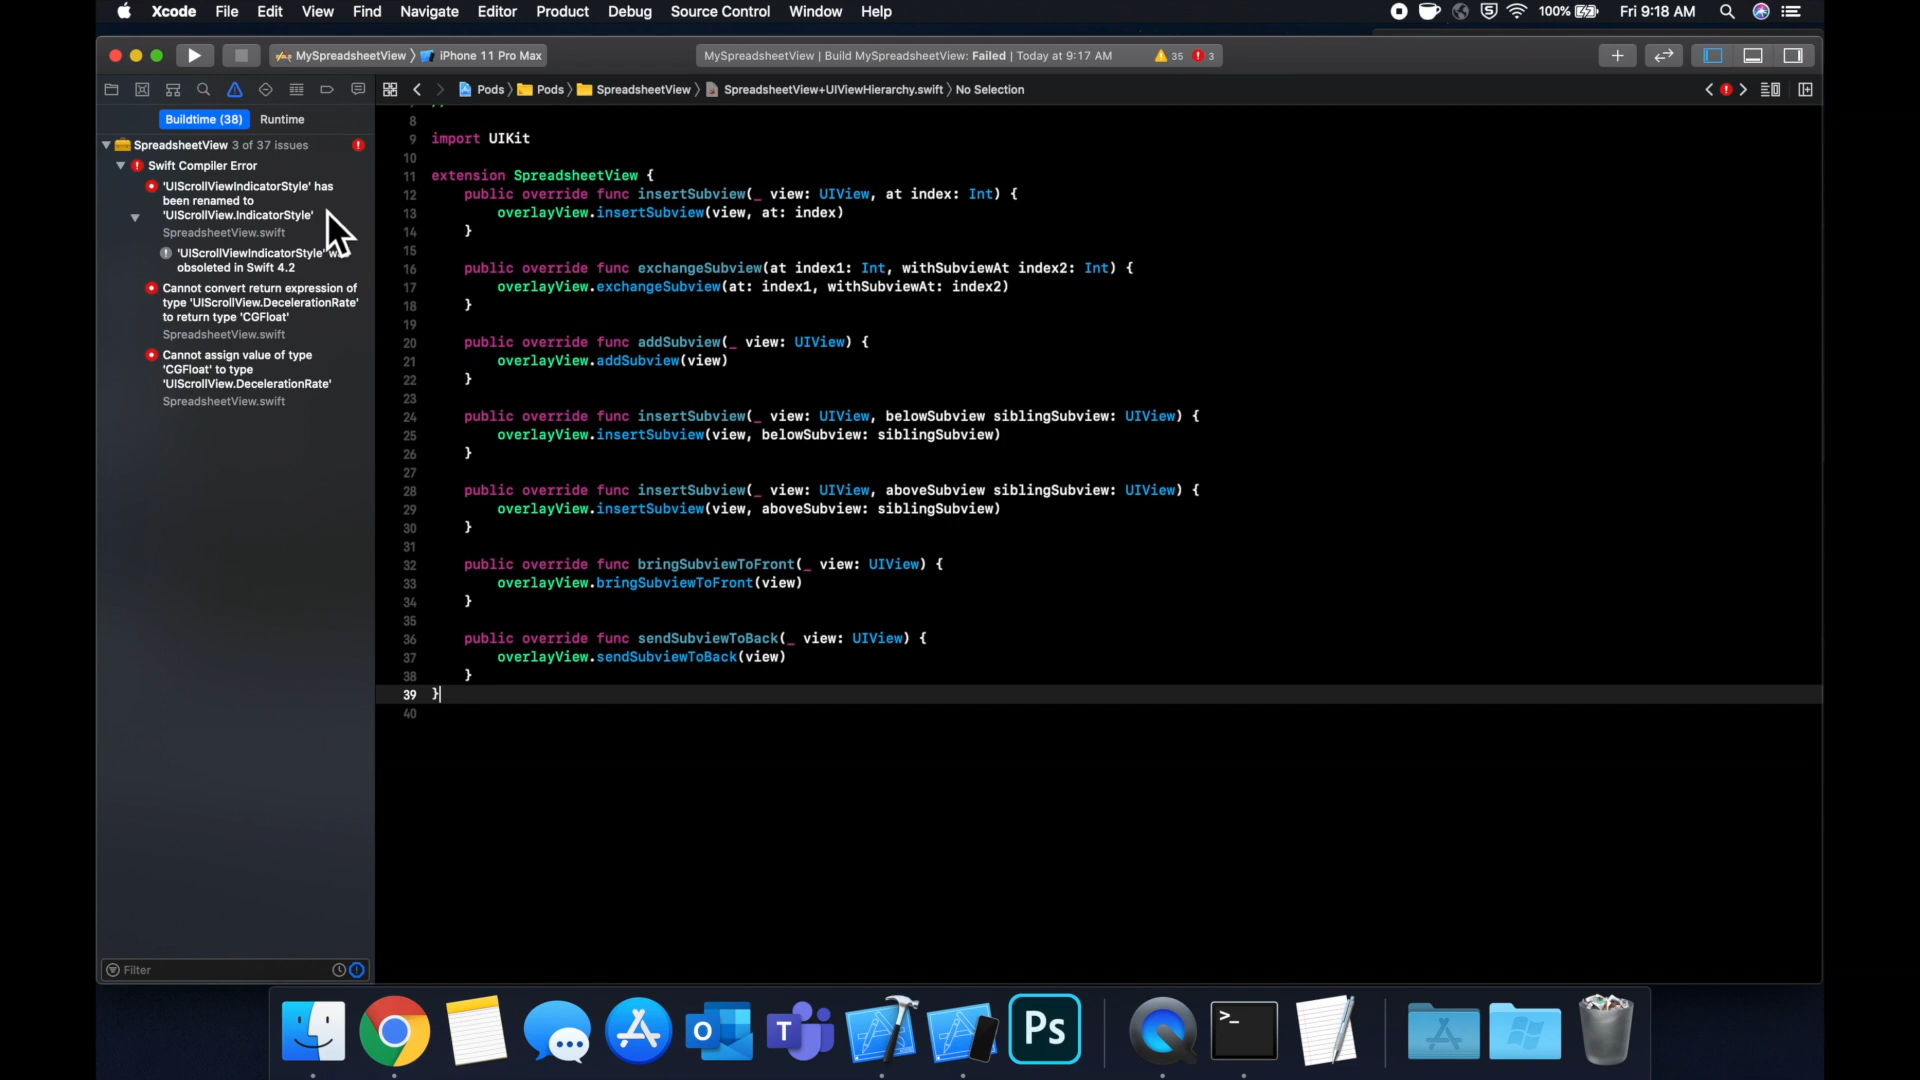 Xcode File Edit View Find Navigate Editor Product Debug Source Control Window Help
100% Fri 9:18 AM
MySpreadsheetView 〉 iPhone 11 Pro Max
MySpreadsheetView | Build MySpreadsheetView: Failed | Today at 9:17 AM 35 3
Pods 〉 Pods 〉 SpreadsheetView 〉 SpreadsheetView+UIViewHierarchy.swift 〉 No Selection
Buildtime (38) Runtime
SpreadsheetView 3 of 37 issues
Swift Compiler Error
'UIScrollViewIndicatorStyle' has
been renamed to
'UIScrollView.IndicatorStyle'
SpreadsheetView.swift
'UIScrollViewIndicatorStyle'
obsoleted in Swift 4.2
Cannot convert return expression of
type 'UIScrollView.DecelerationRate'
to return type 'CGFloat'
SpreadsheetView.swift
Cannot assign value of type
'CGFloat' to type
'UIScrollView.DecelerationRate'
SpreadsheetView.swift
Filter
8
9 import UIKit
10
11 extension SpreadsheetView {
12 public override func insertSubview(_ view: UIView, at index: Int) {
13 overlayView.insertSubview(view, at: index)
14 }
15
16 public override func exchangeSubview(at index1: Int, withSubviewAt index2: Int) {
17 overlayView.exchangeSubview(at: index1, withSubviewAt: index2)
18 }
19
20 public override func addSubview(_ view: UIView) {
21 overlayView.addSubview(view)
22 }
23
24 public override func insertSubview(_ view: UIView, belowSubview siblingSubview: UIView) {
25 overlayView.insertSubview(view, belowSubview: siblingSubview)
26 }
27
28 public override func insertSubview(_ view: UIView, aboveSubview siblingSubview: UIView) {
29 overlayView.insertSubview(view, aboveSubview: siblingSubview)
30 }
31
32 public override func bringSubviewToFront(_ view: UIView) {
33 overlayView.bringSubviewToFront(view)
34 }
35
36 public override func sendSubviewToBack(_ view: UIView) {
37 overlayView.sendSubviewToBack(view)
38 }
39 }
40
Ps